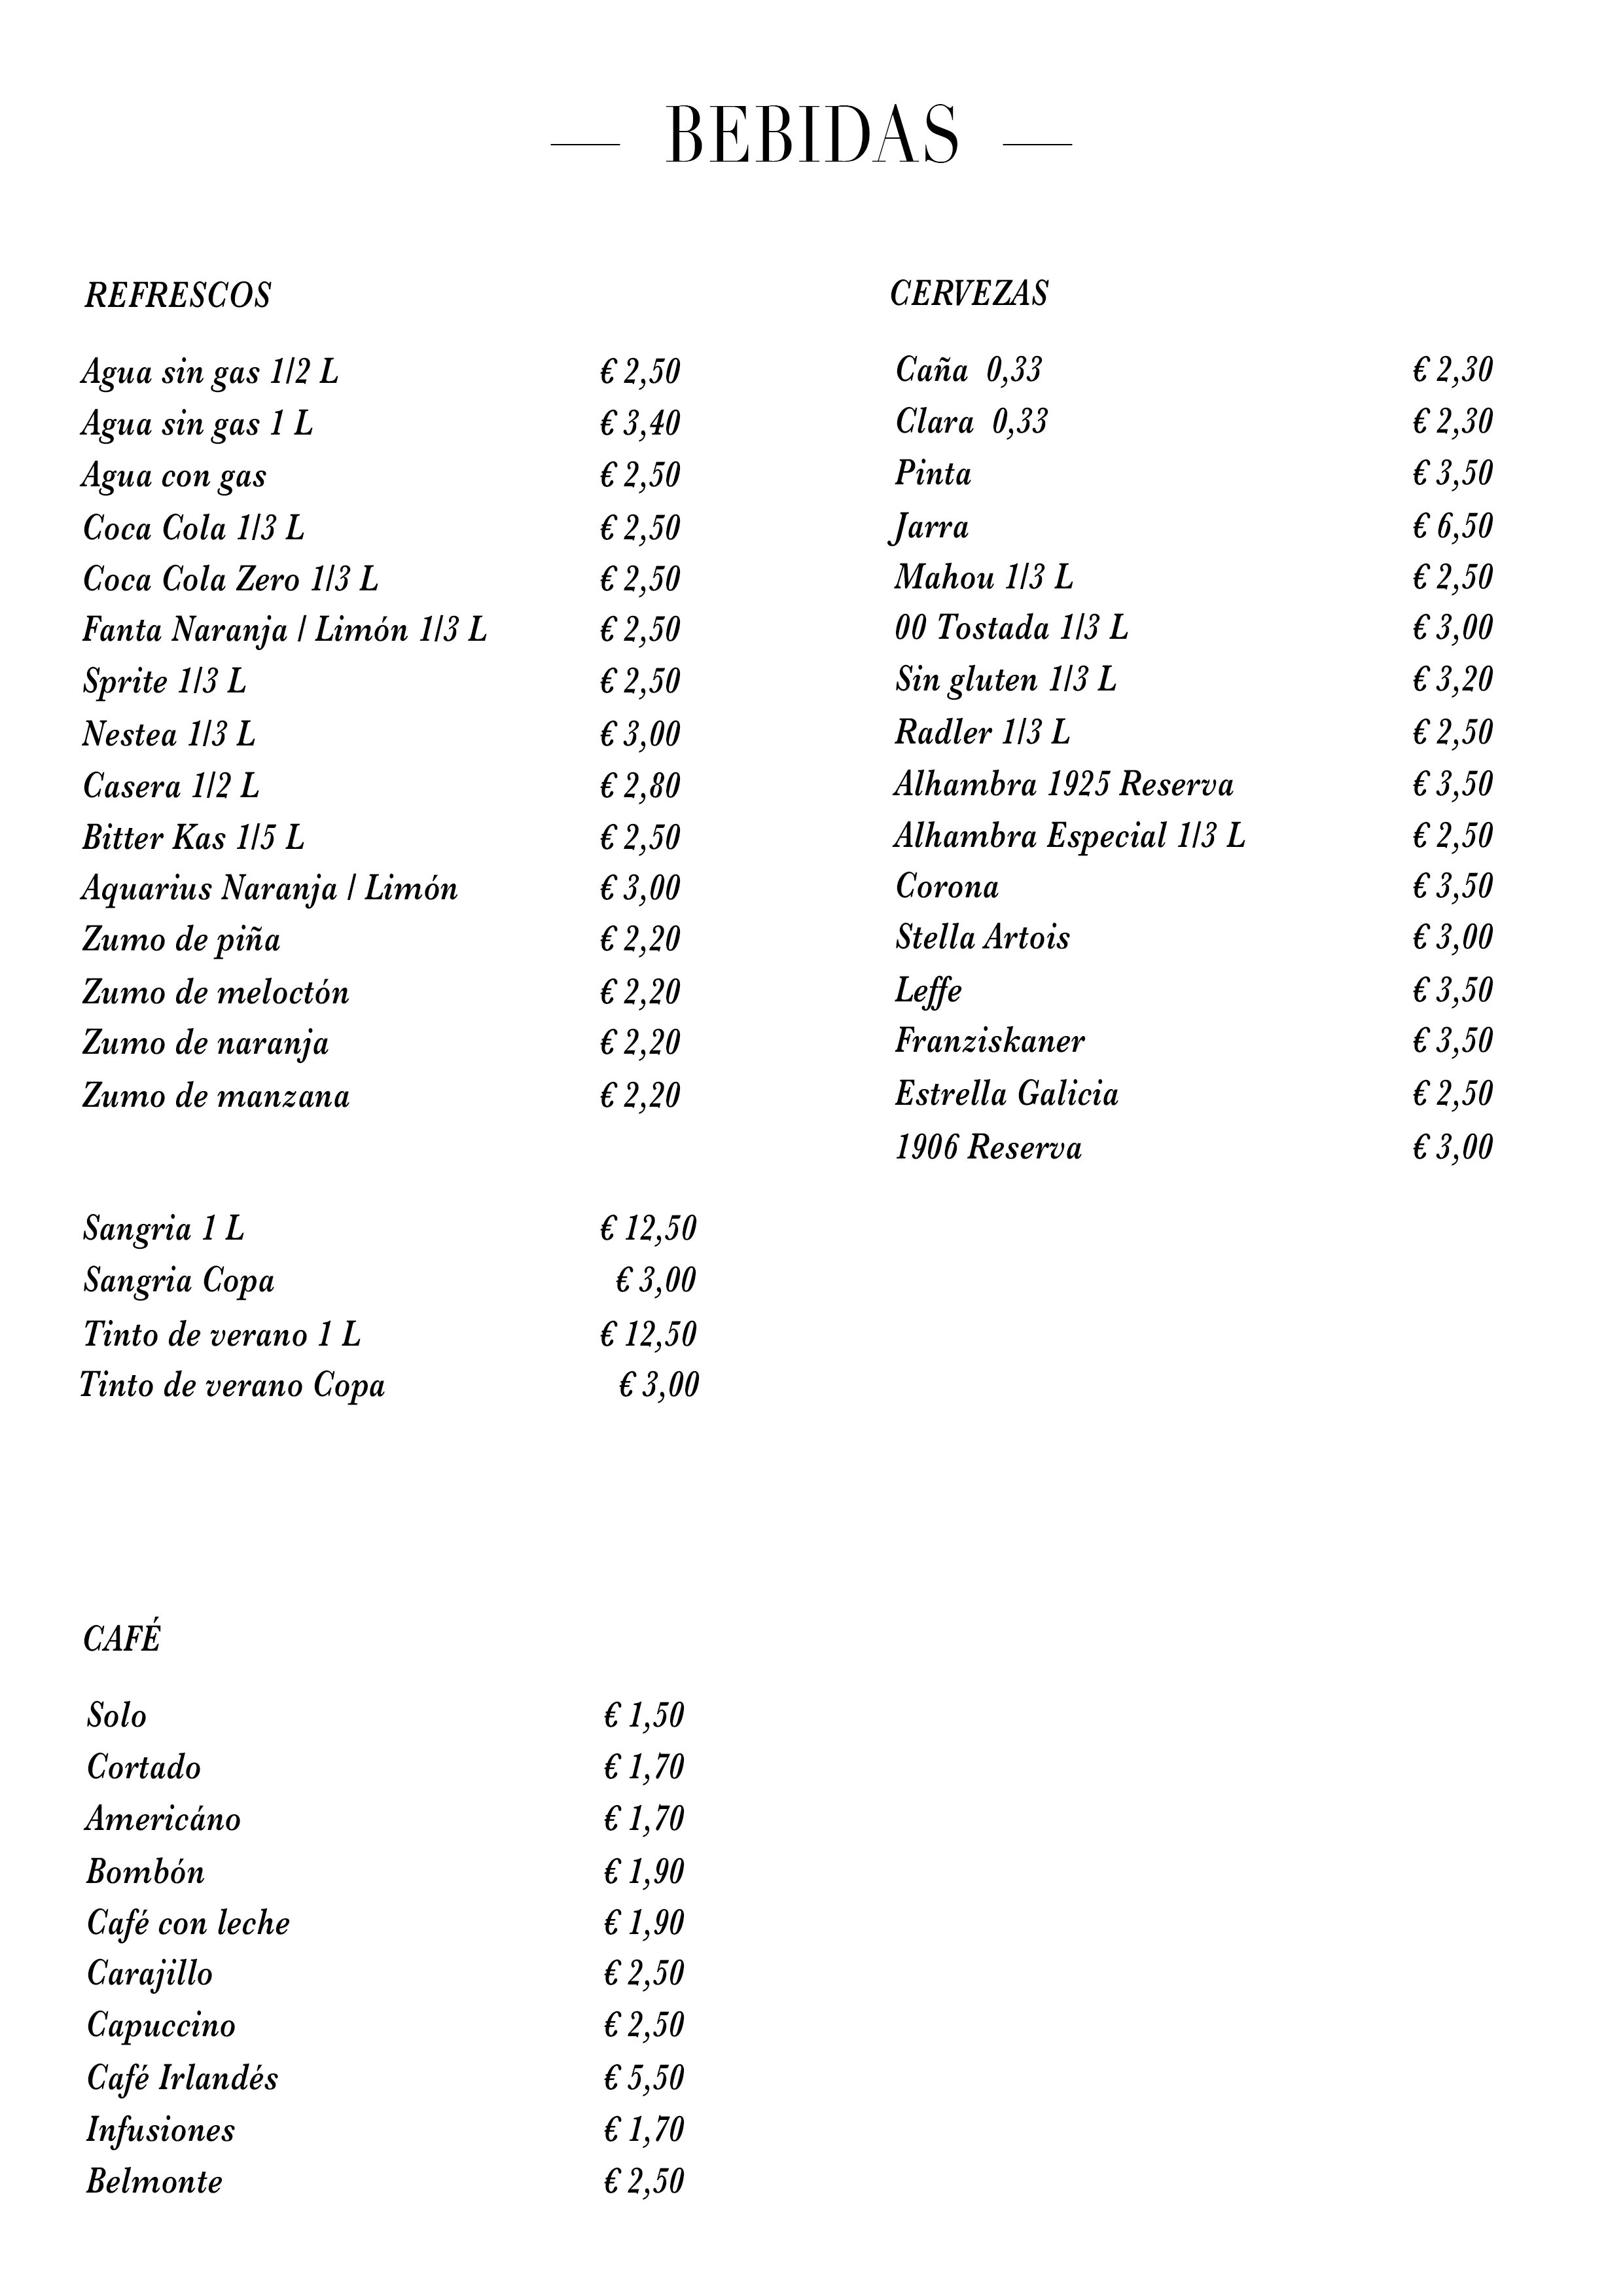 BEBIDAS
REFRESCOS
Agua sin gas 1/2 L € 2,50
Agua sin gas 1 L € 3,40
Agua con gas € 2,50
Coca Cola 1/3 L € 2,50
Coca Cola Zero 1/3 L € 2,50
Fanta Naranja / Limón 1/3 L € 2,50
Sprite 1/3 L € 2,50
Nestea 1/3 L € 3,00
Casera 1/2 L € 2,80
Bitter Kas 1/5 L € 2,50
Aquarius Naranja / Limón € 3,00
Zumo de piña € 2,20
Zumo de meloctón € 2,20
Zumo de naranja € 2,20
Zumo de manzana € 2,20
Sangria 1 L € 12,50
Sangria Copa € 3,00
Tinto de verano 1 L € 12,50
Tinto de verano Copa € 3,00
CAFÉ
Solo € 1,50
Cortado € 1,70
Americáno € 1,70
Bombón € 1,90
Café con leche € 1,90
Carajillo € 2,50
Capuccino € 2,50
Café Irlandés € 5,50
Infusiones € 1,70
Belmonte € 2,50
CERVEZAS
Caña 0,33 € 2,30
Clara 0,33 € 2,30
Pinta € 3,50
Jarra € 6,50
Mahou 1/3 L € 2,50
00 Tostada 1/3 L € 3,00
Sin gluten 1/3 L € 3,20
Radler 1/3 L € 2,50
Alhambra 1925 Reserva € 3,50
Alhambra Especial 1/3 L € 2,50
Corona € 3,50
Stella Artois € 3,00
Leffe € 3,50
Franziskaner € 3,50
Estrella Galicia € 2,50
1906 Reserva € 3,00